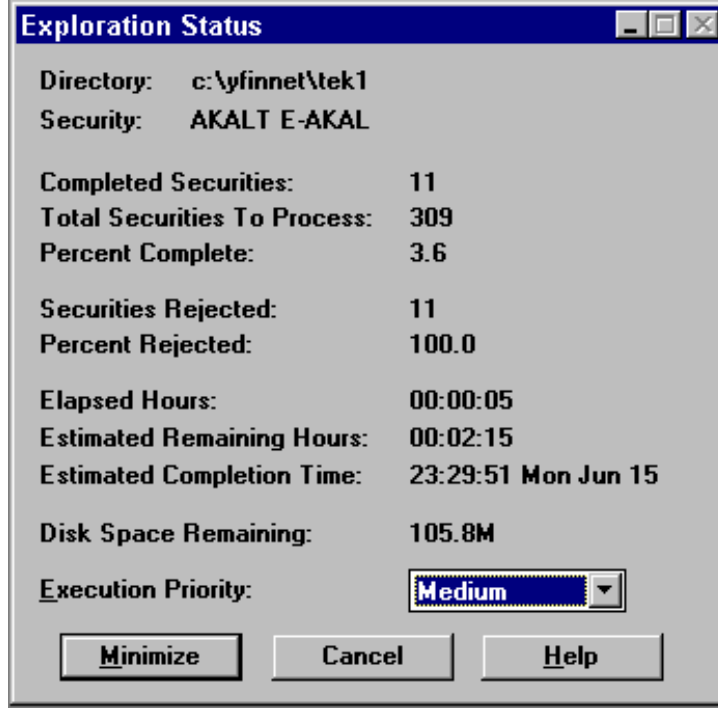 Exploration Status
Directory: c:\yfinnet\tek1
Security: AKALT E-AKAL
Completed Securities: 11
Total Securities To Process: 309
Percent Complete: 3.6
Securities Rejected: 11
Percent Rejected: 100.0
Elapsed Hours: 00:00:05
Estimated Remaining Hours: 00:02:15
Estimated Completion Time: 23:29:51 Mon Jun 15
Disk Space Remaining: 105.8M
Execution Priority: Medium
Minimize Cancel Help